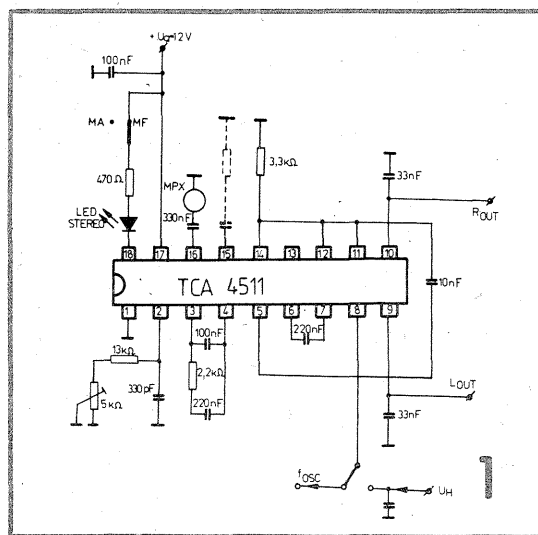 + Ug=12V
100nF
MA MF
3,3kΩ
33nF
MPX
470Ω
330nF
ROUT
LED
STEREO
18 17 16 15 14 13 12 11 10
TCA 4511
10nF
1 2 3 4 5 6 7 8 9
13kΩ
100nF
220nF
2,2kΩ
LOUT
330pF
5kΩ
220nF
33nF
fOSC
UH
1